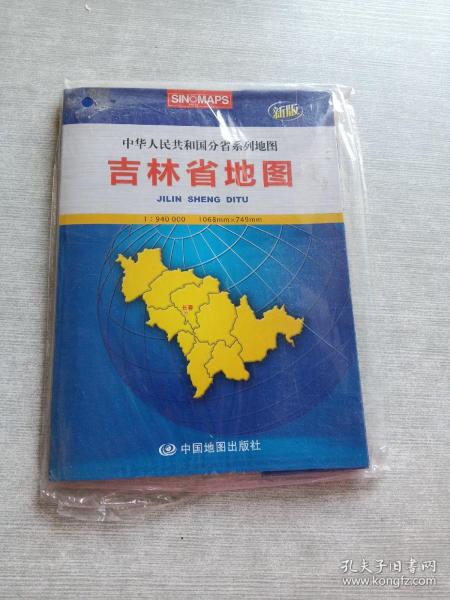 SINOMAPS
新版
中华人民共和国分省系列地图
吉林省地图
JILIN SHENG DITU
1：940 000 1068mm×749mm
长春
中国地图出版社
孔夫子旧书网
www.kongfz.com